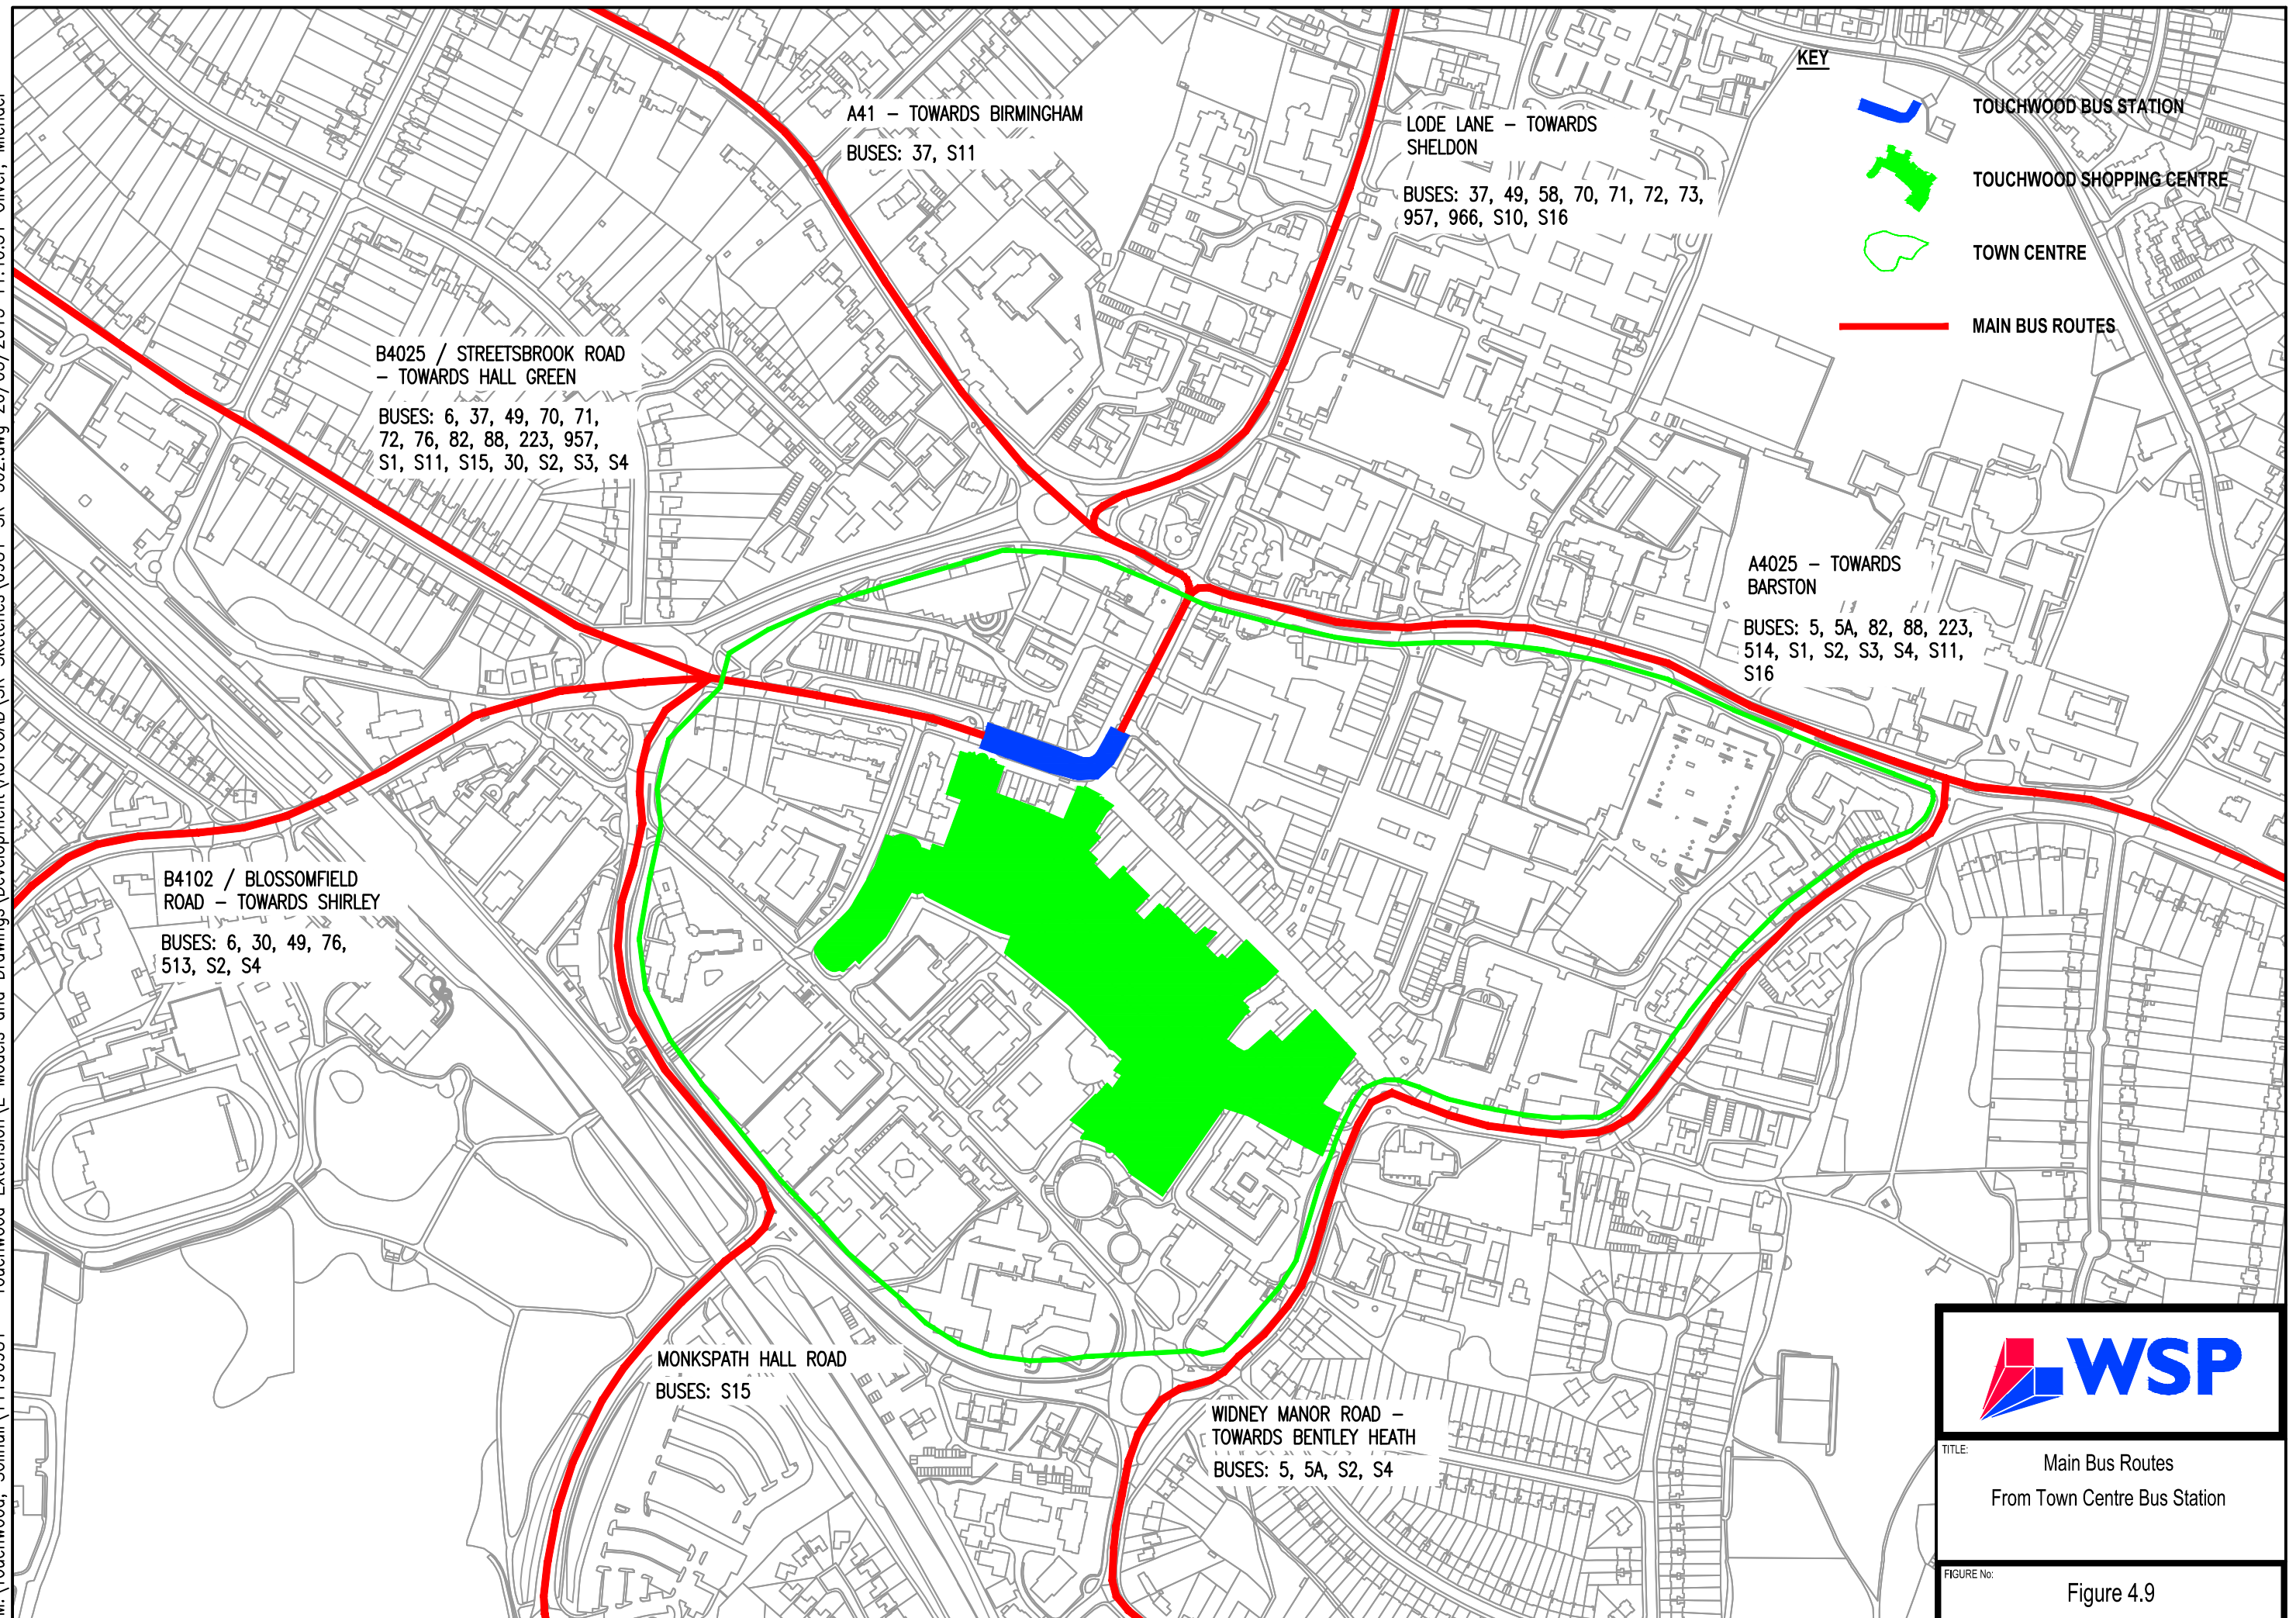 KEY
TOUCHWOOD BUS STATION
TOUCHWOOD SHOPPING CENTRE
TOWN CENTRE
MAIN BUS ROUTES
A41 – TOWARDS BIRMINGHAM
BUSES: 37, S11
LODE LANE – TOWARDS
SHELDON
BUSES: 37, 49, 58, 70, 71, 72, 73,
957, 966, S10, S16
B4025 / STREETSBROOK ROAD
– TOWARDS HALL GREEN
BUSES: 6, 37, 49, 70, 71,
72, 76, 82, 88, 223, 957,
S1, S11, S15, 30, S2, S3, S4
A4025 – TOWARDS
BARSTON
BUSES: 5, 5A, 82, 88, 223,
514, S1, S2, S3, S4, S11,
S16
B4102 / BLOSSOMFIELD
ROAD – TOWARDS SHIRLEY
BUSES: 6, 30, 49, 76,
513, S2, S4
MONKSPATH HALL ROAD
BUSES: S15
WIDNEY MANOR ROAD –
TOWARDS BENTLEY HEATH
BUSES: 5, 5A, S2, S4
WSP
TITLE:
Main Bus Routes
From Town Centre Bus Station
FIGURE No:
Figure 4.9